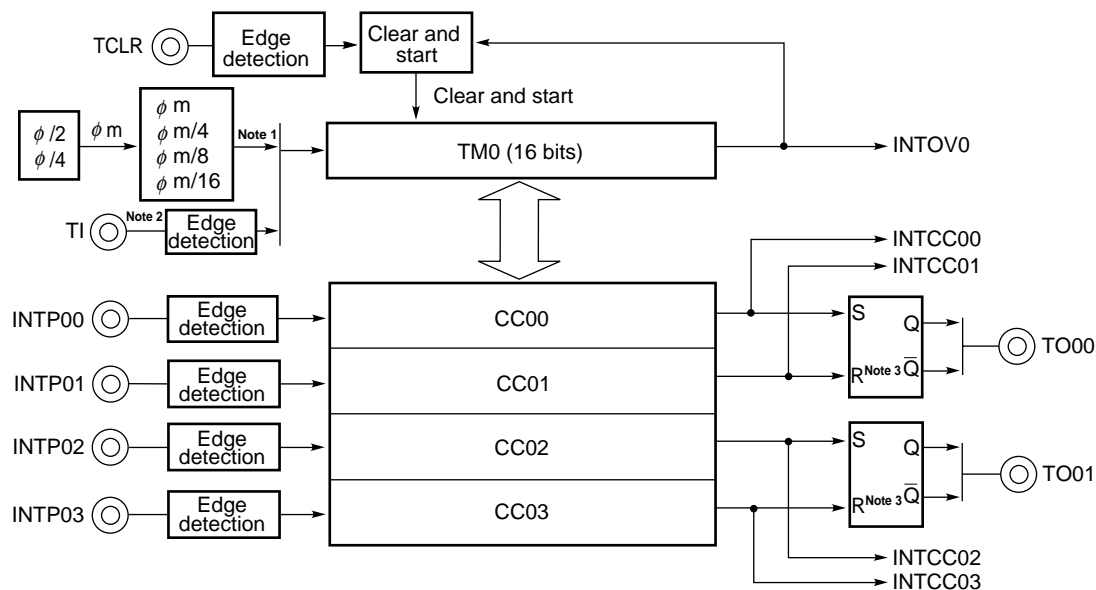 TCLR
Edge
detection
Clear and
start
Clear and start
ϕ/2
ϕ/4
ϕm
ϕm
ϕm/4
ϕm/8
ϕm/16
Note 1
TM0 (16 bits)
INTOV0
TI
Note 2
Edge
detection
INTCC00
INTCC01
INTP00
Edge
detection
CC00
S
Q
TO00
INTP01
Edge
detection
CC01
R Note 3
Q̅
INTP02
Edge
detection
CC02
S
Q
TO01
INTP03
Edge
detection
CC03
R Note 3
Q̅
INTCC02
INTCC03